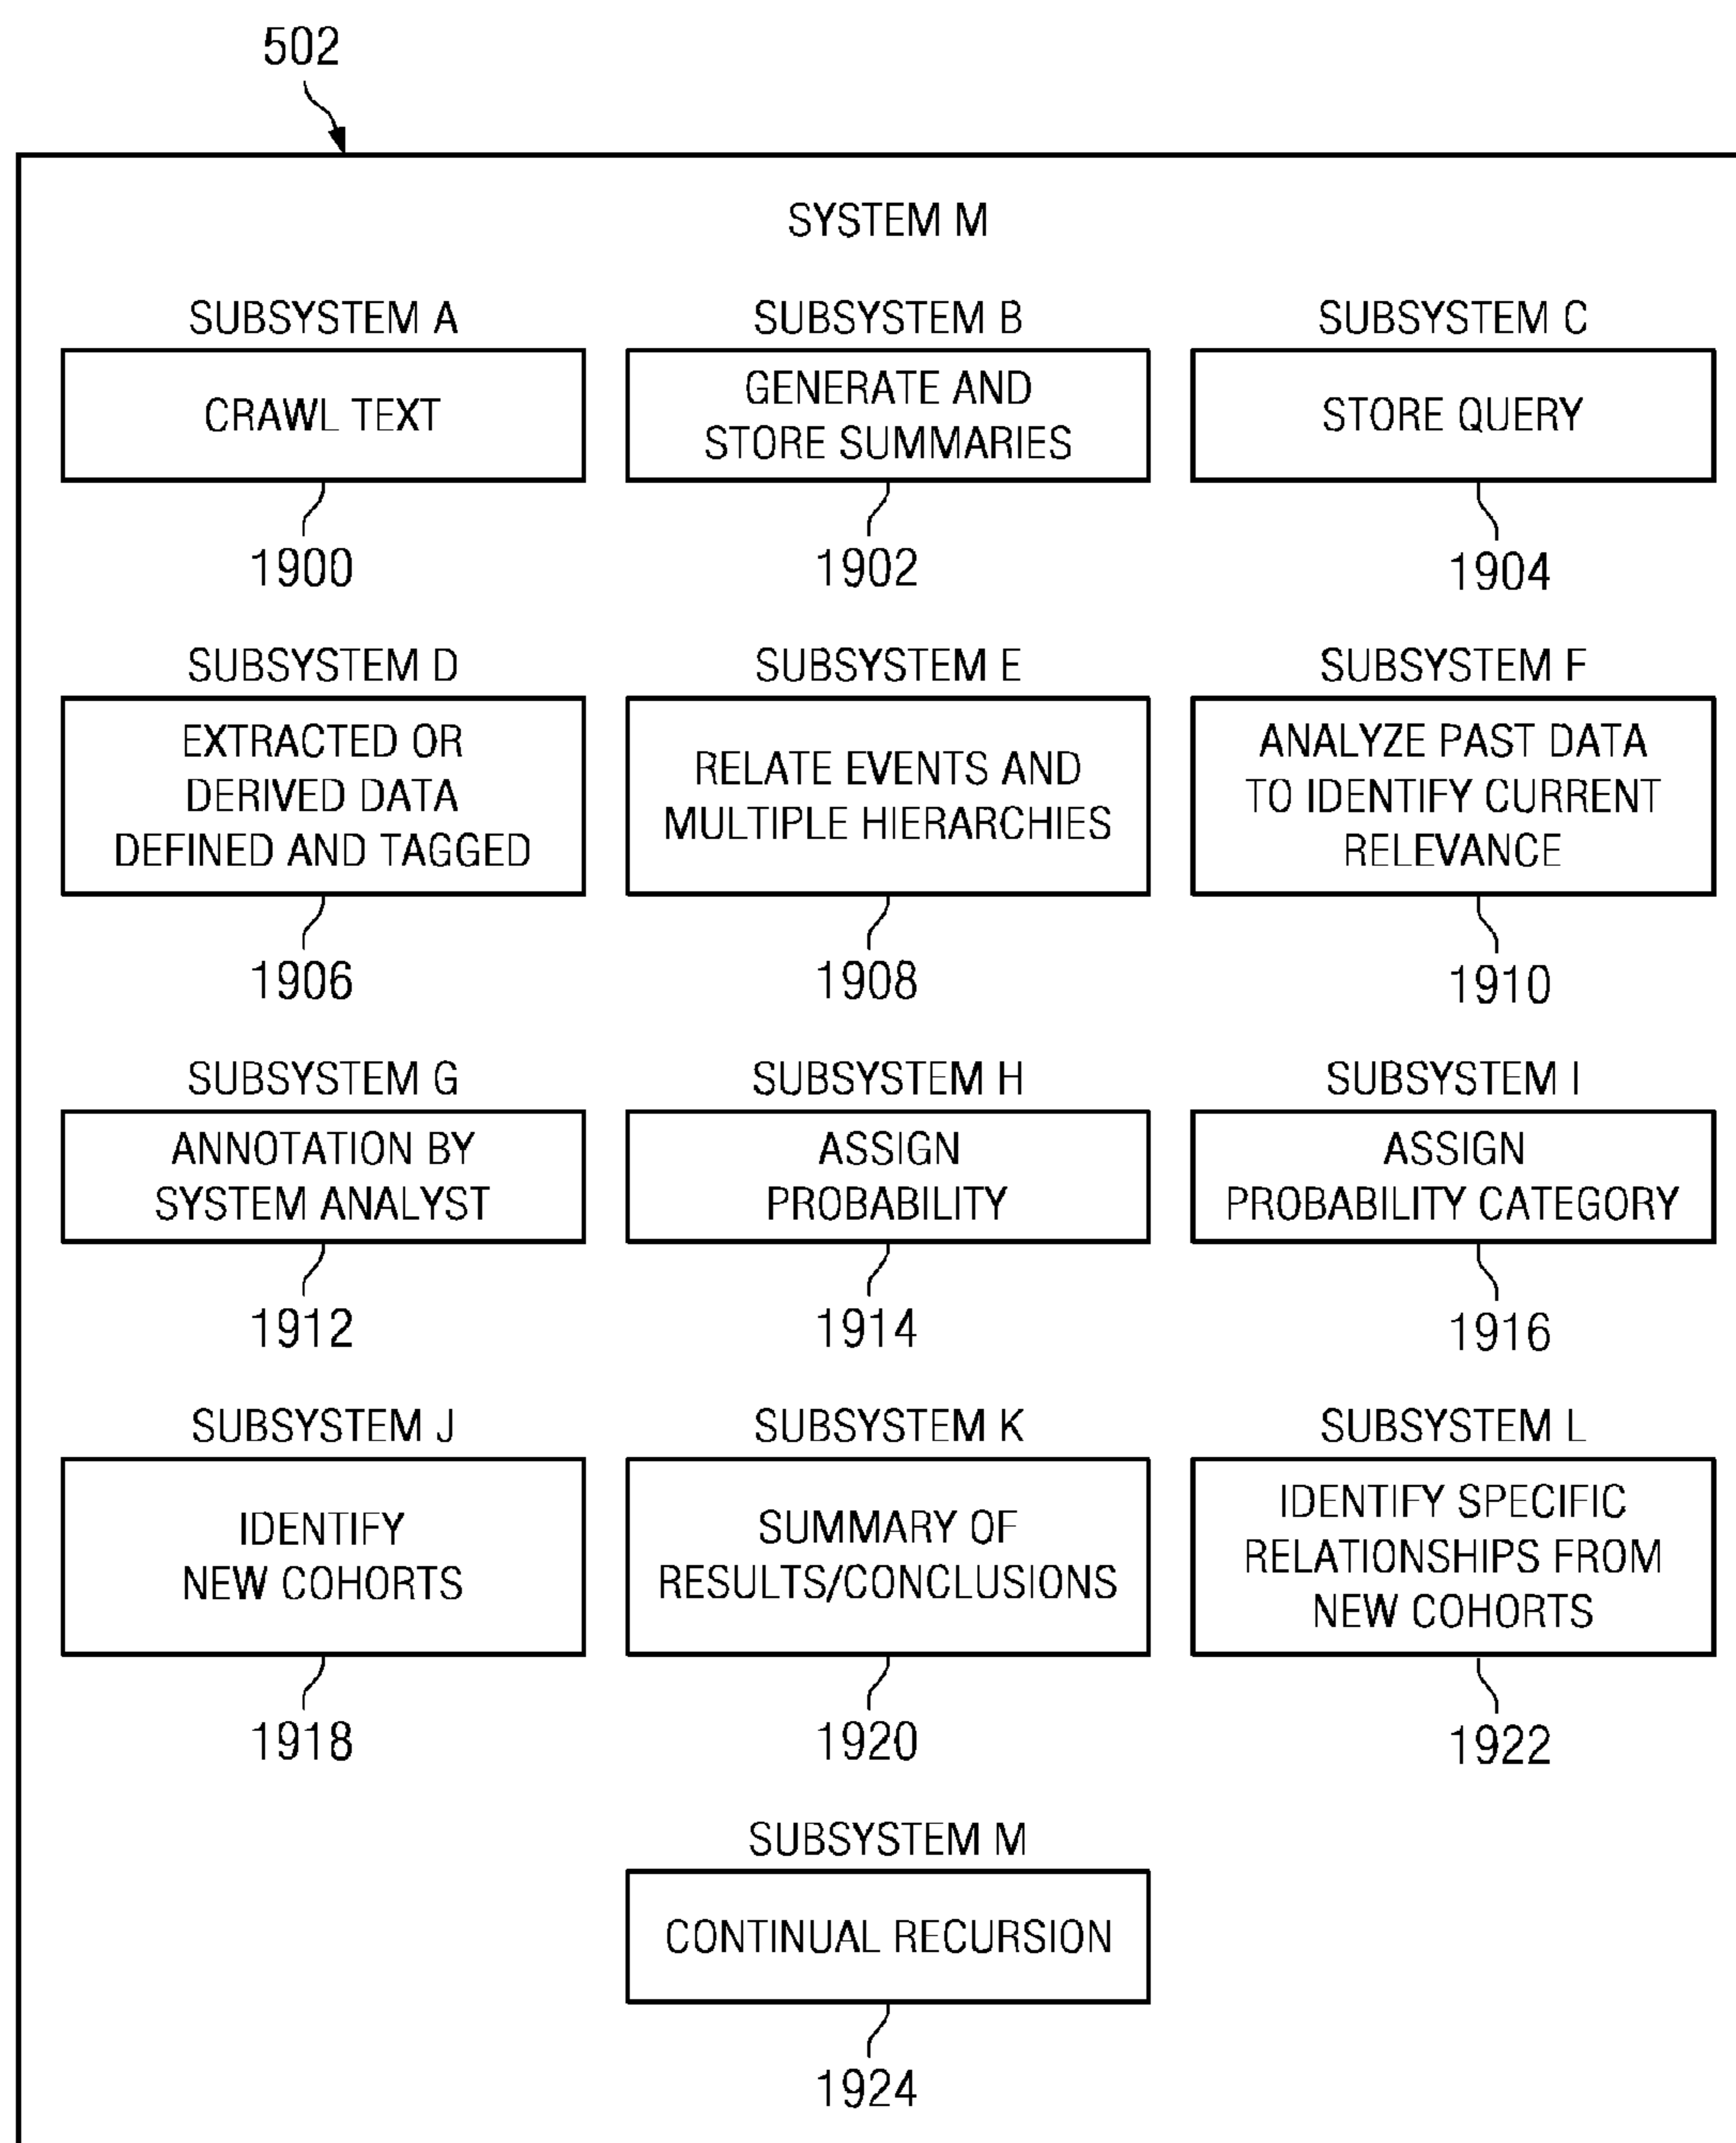 502
SYSTEM M
SUBSYSTEM A
CRAWL TEXT
1900
SUBSYSTEM B
GENERATE AND
STORE SUMMARIES
1902
SUBSYSTEM C
STORE QUERY
1904
SUBSYSTEM D
EXTRACTED OR
DERIVED DATA
DEFINED AND TAGGED
1906
SUBSYSTEM E
RELATE EVENTS AND
MULTIPLE HIERARCHIES
1908
SUBSYSTEM F
ANALYZE PAST DATA
TO IDENTIFY CURRENT
RELEVANCE
1910
SUBSYSTEM G
ANNOTATION BY
SYSTEM ANALYST
1912
SUBSYSTEM H
ASSIGN
PROBABILITY
1914
SUBSYSTEM I
ASSIGN
PROBABILITY CATEGORY
1916
SUBSYSTEM J
IDENTIFY
NEW COHORTS
1918
SUBSYSTEM K
SUMMARY OF
RESULTS/CONCLUSIONS
1920
SUBSYSTEM L
IDENTIFY SPECIFIC
RELATIONSHIPS FROM
NEW COHORTS
1922
SUBSYSTEM M
CONTINUAL RECURSION
1924